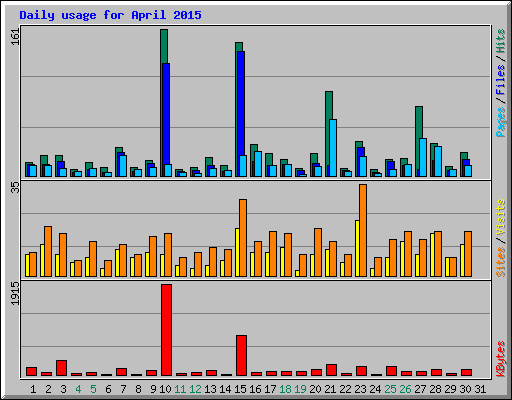 Daily usage for April 2015
161
Pages / Files / Hits
35
Sites / Visits
1915
KBytes
1 2 3 4 5 6 7 8 9 10 11 12 13 14 15 16 17 18 19 20 21 22 23 24 25 26 27 28 29 30 31